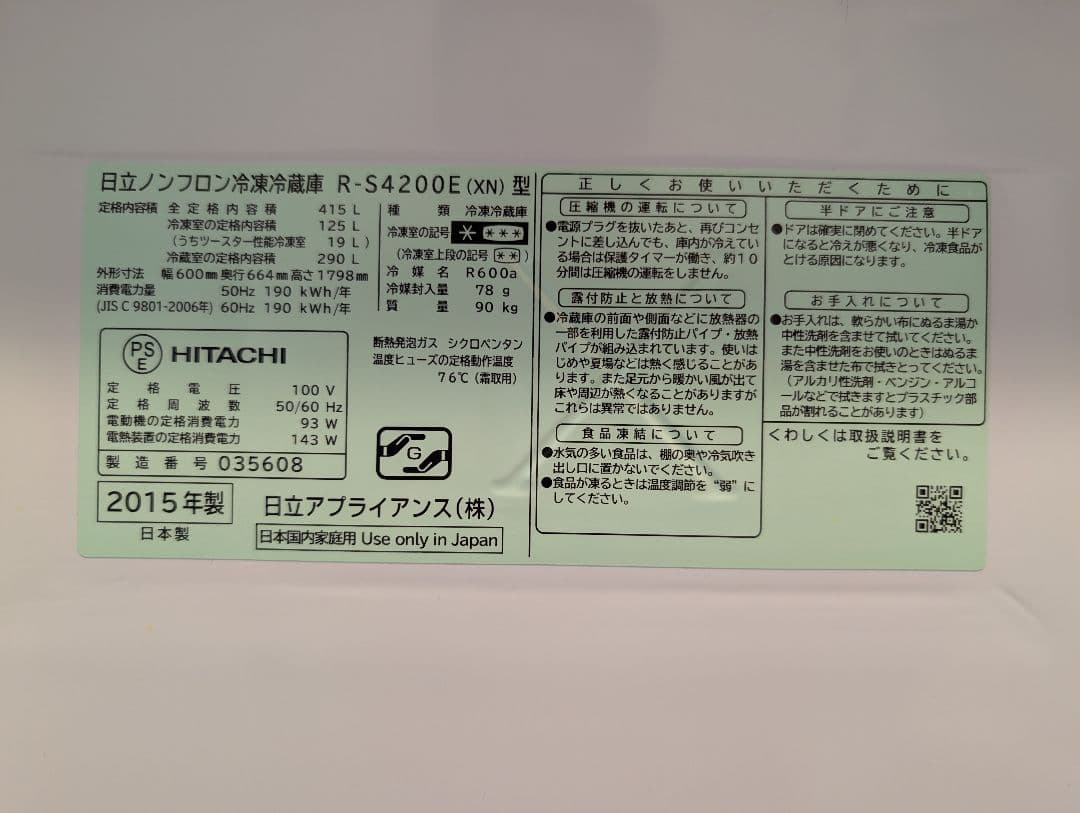 日立ノンフロン冷凍冷蔵庫 R-S4200E(XN)型
定格内容積 全定格内容積 415 L
冷凍室の定格内容積 125 L
(うちツースター性能冷凍室 19 L)
冷蔵室の定格内容積 290 L
外形寸法 幅600mm奥行664mm高さ1798mm
消費電力量 50Hz 190 kWh/年
(JIS C 9801-2006年) 60Hz 190 kWh/年
種類 冷凍冷蔵庫
冷凍室の記号 * ***
(冷凍室上段の記号 **)
冷媒名 R600a
冷媒封入量 78 g
質量 90 kg
PS
E
HITACHI
定格電圧 100 V
定格周波数 50/60 Hz
電動機の定格消費電力 93 W
電熱装置の定格消費電力 143 W
製造番号 035608
断熱発泡ガス シクロペンタン
温度ヒューズの定格動作温度
76℃(霜取用)
G
2015年製
日本製
日立アプライアンス(株)
日本国内家庭用 Use only in Japan
正しくお使いいただくために
圧縮機の運転について
●電源プラグを抜いたあと、再びコンセ
ントに差し込んでも、庫内が冷えてい
る場合は保護タイマーが働き、約10
分間は圧縮機の運転をしません。
露付防止と放熱について
●冷蔵庫の前面や側面などに放熱器の
一部を利用した露付防止パイプ・放熱
パイプが組み込まれています。使いは
じめや夏場などは熱く感じることがあ
ります。また足元から暖かい風が出て
床や周辺が熱くなることがありますが
これらは異常ではありません。
食品凍結について
●水気の多い食品は、棚の奥や冷気吹き
出し口に置かないでください。
●食品が凍るときは温度調節を“弱”に
してください。
半ドアにご注意
●ドアは確実に閉めてください。半ドア
になると冷えが悪くなり、冷凍食品が
とける原因になります。
お手入れについて
●お手入れは、軟らかい布にぬるま湯か
中性洗剤を含ませて拭いてください。
また中性洗剤をお使いのときはぬるま
湯を含ませた布で拭きとってください。
(アルカリ性洗剤・ベンジン・アルコ
ールなどで拭きますとプラスチック部
品が割れることがあります)
くわしくは取扱説明書を
ご覧ください。